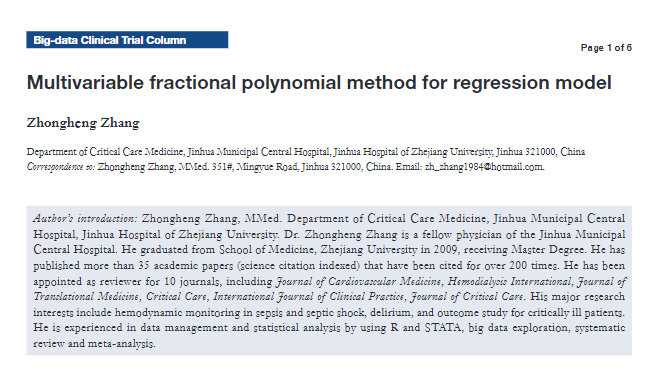 Big-data Clinical Trial Column
Page 1 of 6
Multivariable fractional polynomial method for regression model
Zhongheng Zhang
Department of Critical Care Medicine, Jinhua Municipal Central Hospital, Jinhua Hospital of Zhejiang University, Jinhua 321000, China
Correspondence to: Zhongheng Zhang, MMed. 351#, Mingyue Road, Jinhua 321000, China. Email: zh_zhang1984@hotmail.com.
Author's introduction: Zhongheng Zhang, MMed. Department of Critical Care Medicine, Jinhua Municipal Central
Hospital, Jinhua Hospital of Zhejiang University. Dr. Zhongheng Zhang is a fellow physician of the Jinhua Municipal
Central Hospital. He graduated from School of Medicine, Zhejiang University in 2009, receiving Master Degree. He has
published more than 35 academic papers (science citation indexed) that have been cited for over 200 times. He has been
appointed as reviewer for 10 journals, including Journal of Cardiovascular Medicine, Hemodialysis International, Journal of
Translational Medicine, Critical Care, International Journal of Clinical Practice, Journal of Critical Care. His major research
interests include hemodynamic monitoring in sepsis and septic shock, delirium, and outcome study for critically ill patients.
He is experienced in data management and statistical analysis by using R and STATA, big data exploration, systematic
review and meta-analysis.